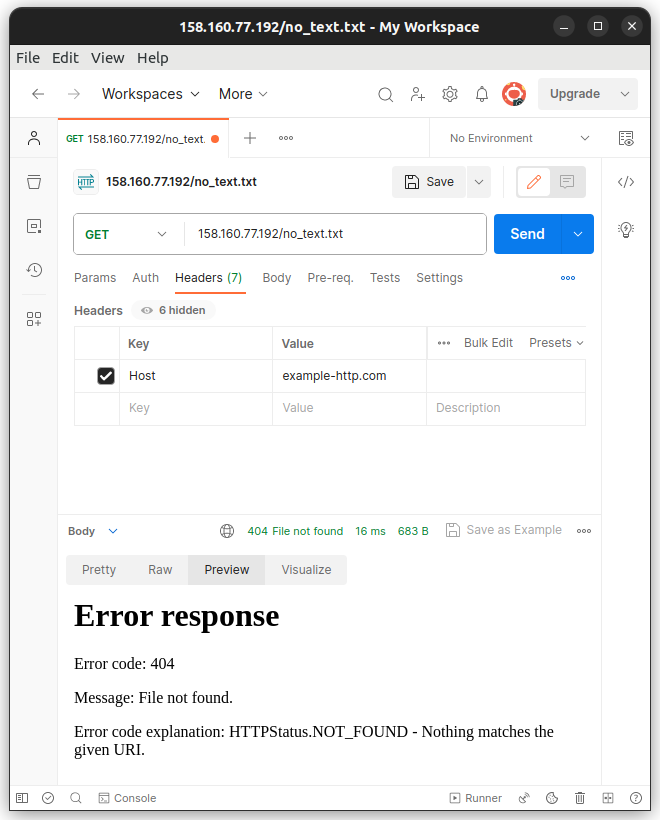 158.160.77.192/no_text.txt - My Workspace
File Edit View Help
Workspaces More Upgrade
GET 158.160.77.192/no_text. No Environment
HTTP 158.160.77.192/no_text.txt Save
GET 158.160.77.192/no_text.txt Send
Params Auth Headers (7) Body Pre-req. Tests Settings
Headers 6 hidden
Key Value Bulk Edit Presets
Host example-http.com
Key Value Description
Body 404 File not found 16 ms 683 B Save as Example
Pretty Raw Preview Visualize
Error response
Error code: 404
Message: File not found.
Error code explanation: HTTPStatus.NOT_FOUND - Nothing matches the
given URI.
Console Runner